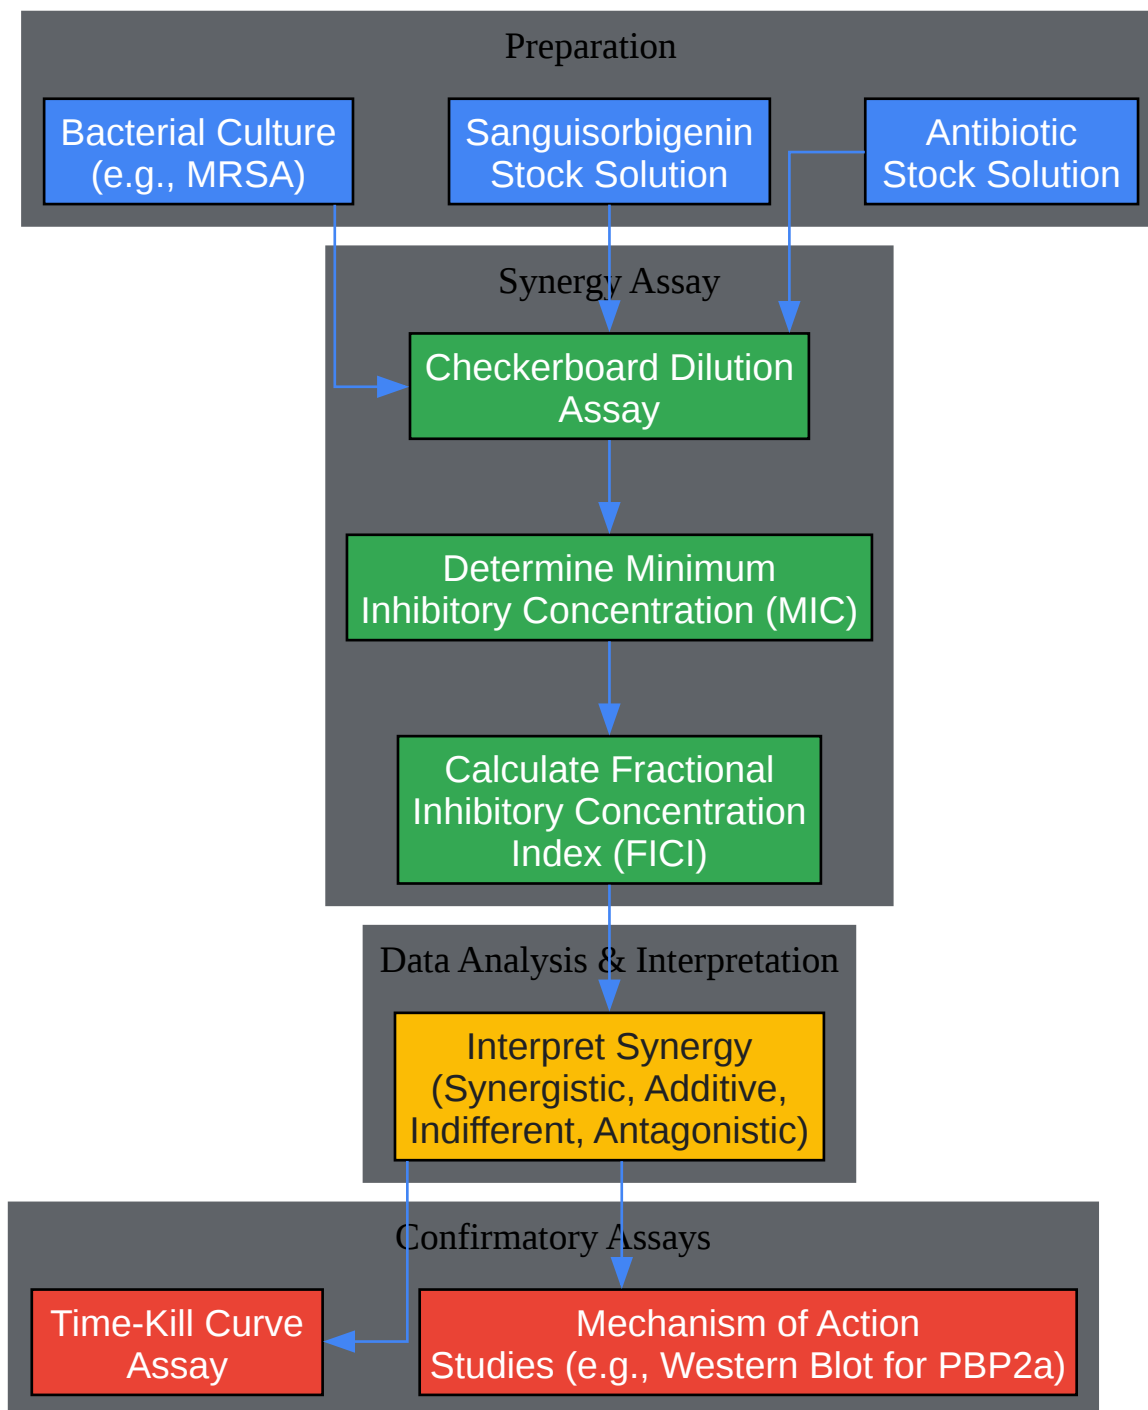 Preparation
Bacterial Culture
(e.g., MRSA)
Sanguisorbigenin
Stock Solution
Antibiotic
Stock Solution
Synergy Assay
Checkerboard Dilution
Assay
Determine Minimum
Inhibitory Concentration (MIC)
Calculate Fractional
Inhibitory Concentration
Index (FICI)
Data Analysis & Interpretation
Interpret Synergy
(Synergistic, Additive,
Indifferent, Antagonistic)
Confirmatory Assays
Time-Kill Curve
Assay
Mechanism of Action
Studies (e.g., Western Blot for PBP2a)